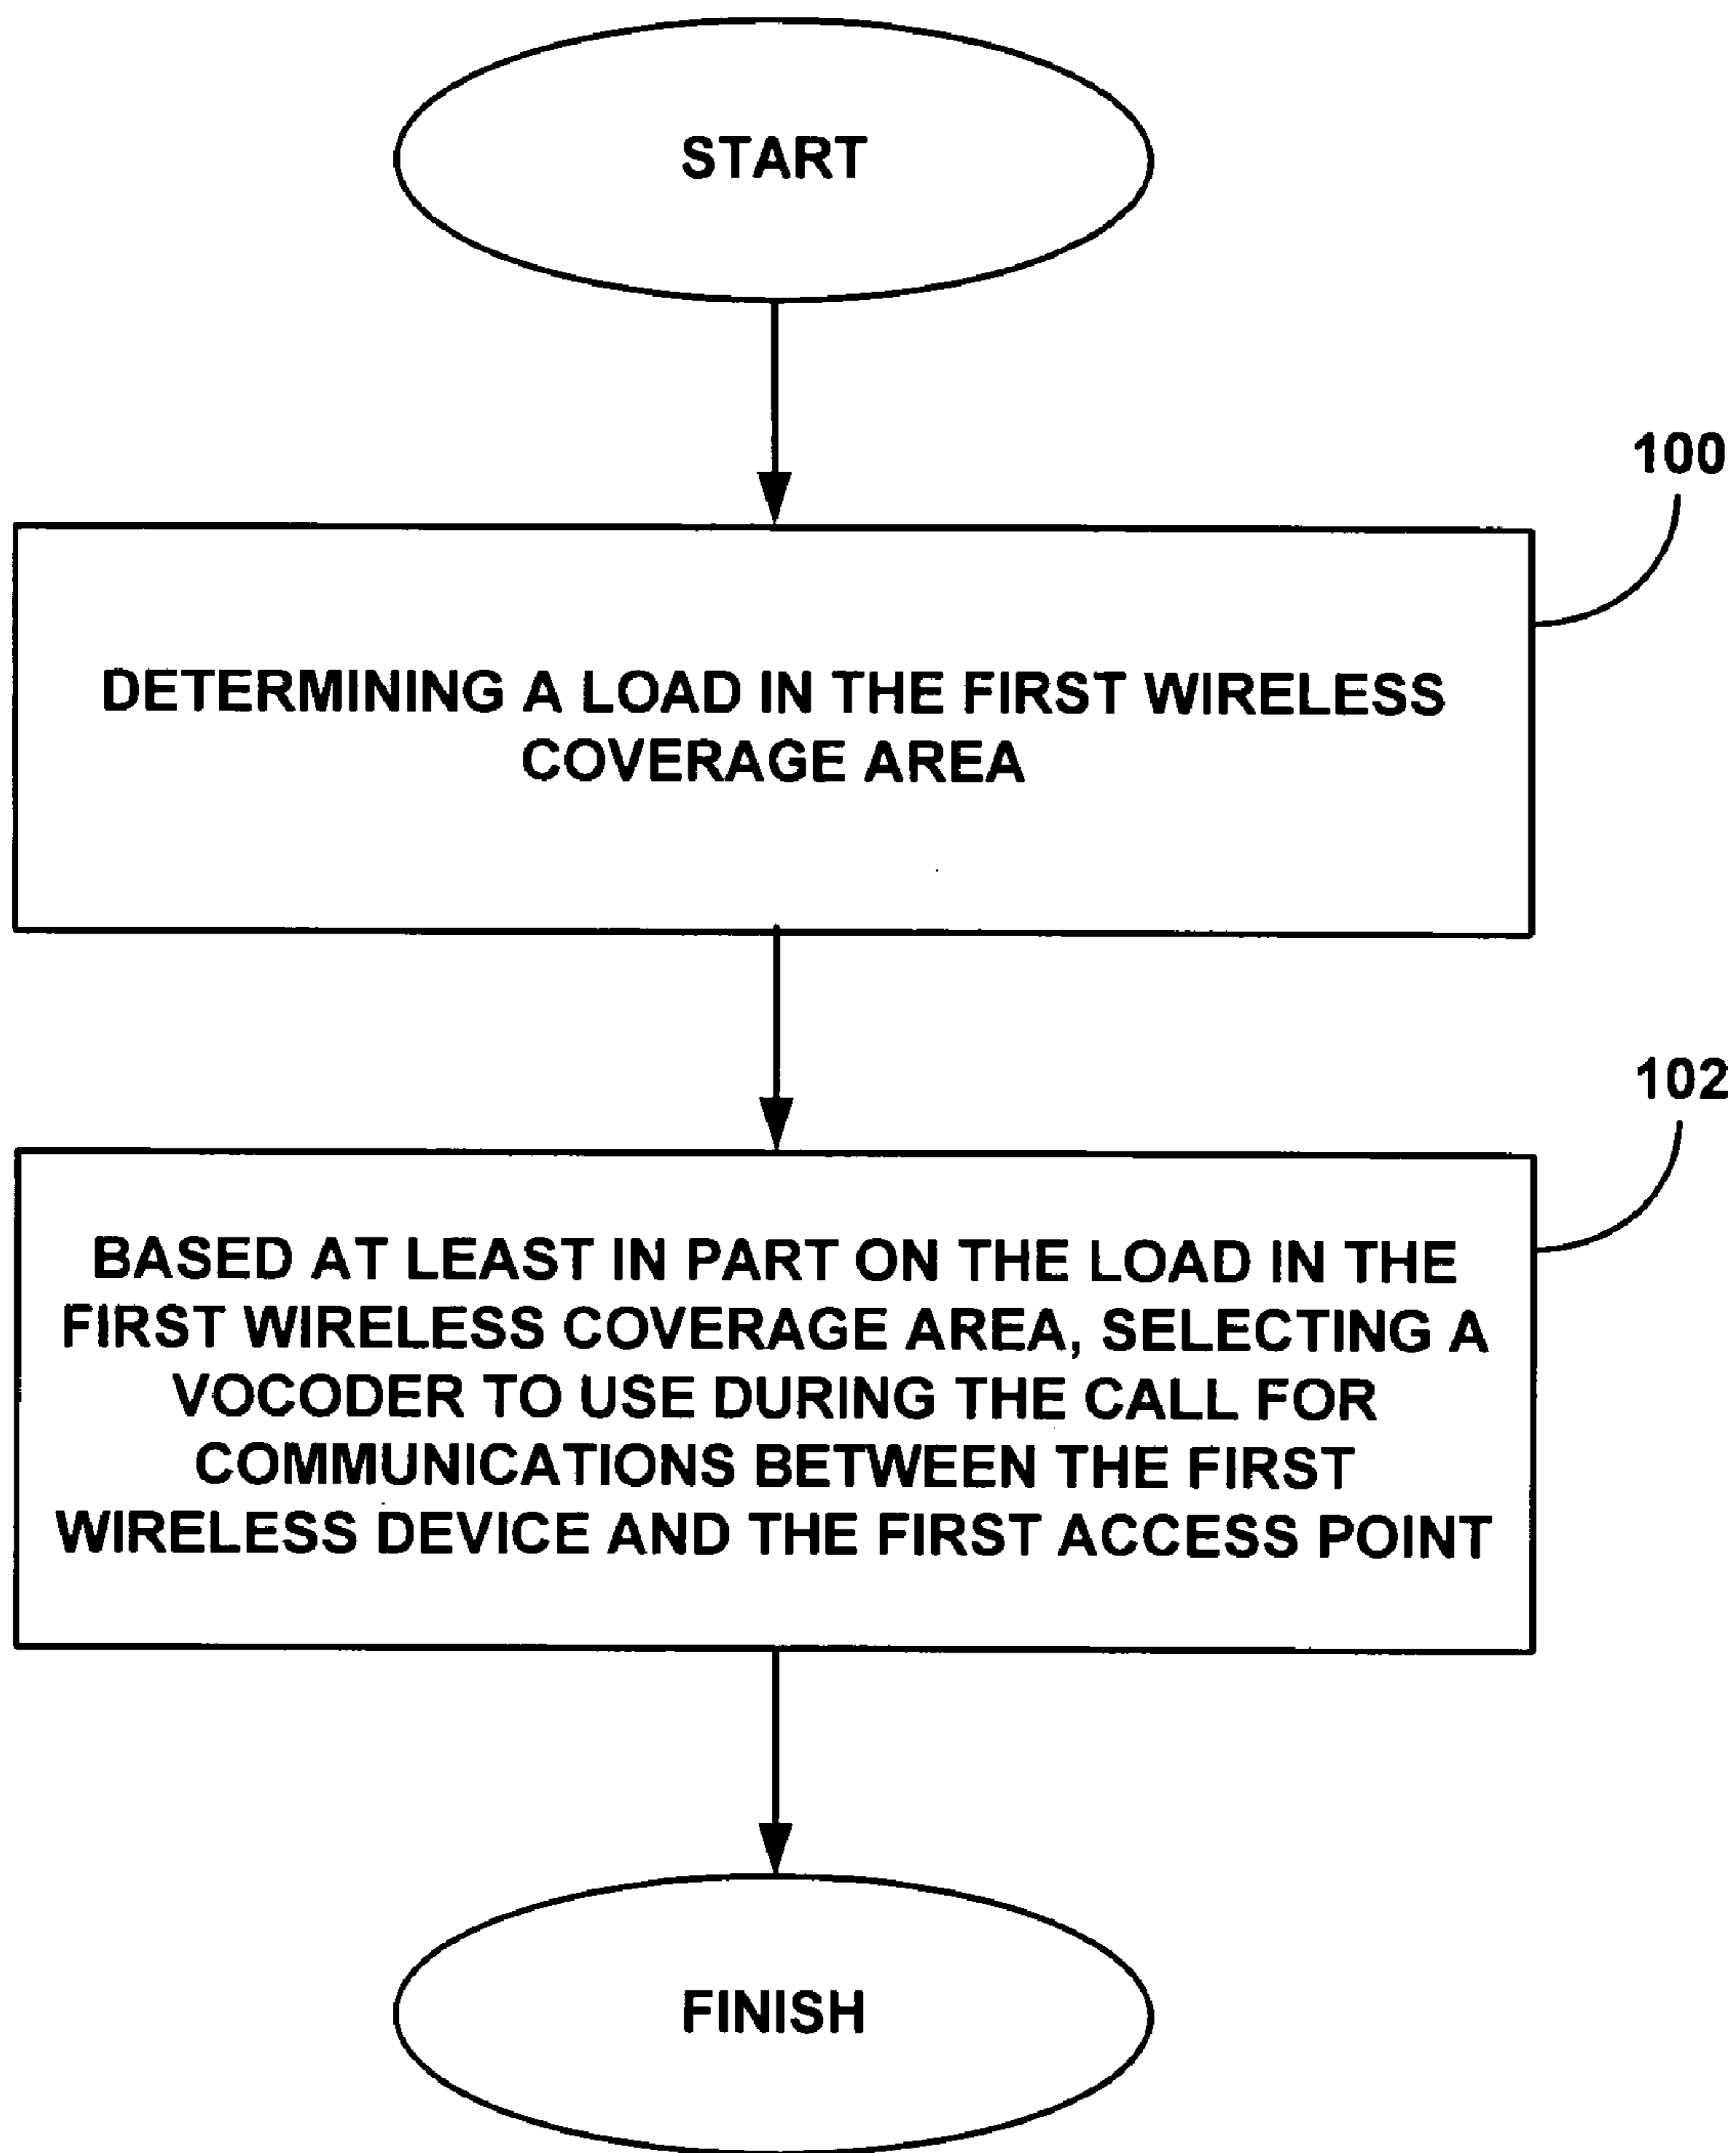 START
100
DETERMINING A LOAD IN THE FIRST WIRELESS
COVERAGE AREA
102
BASED AT LEAST IN PART ON THE LOAD IN THE
FIRST WIRELESS COVERAGE AREA, SELECTING A
VOCODER TO USE DURING THE CALL FOR
COMMUNICATIONS BETWEEN THE FIRST
WIRELESS DEVICE AND THE FIRST ACCESS POINT
FINISH